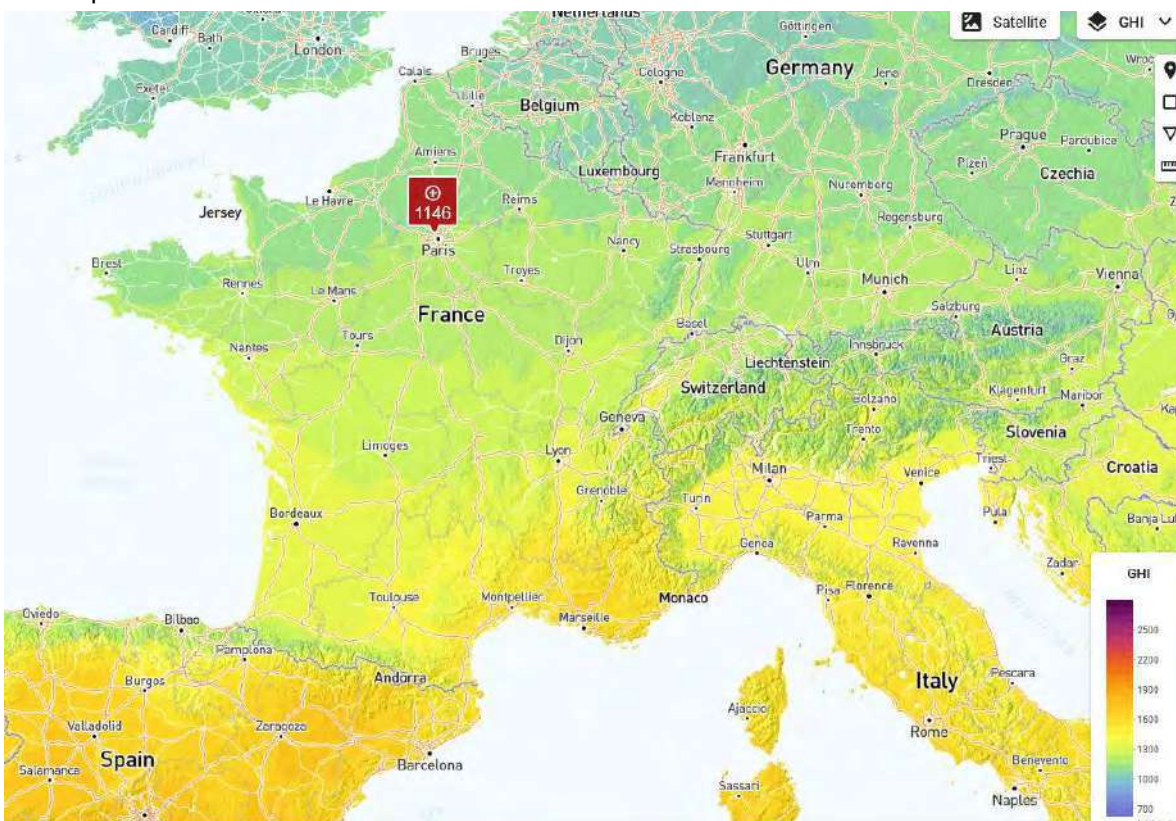 Netherlands
Cardiff
Bath
London
Göttingen
Satellite
GHI
Exeter
Calais
Bruges
Lille
Belgium
Cologne
Germany
Jena
Dresden
Wroc
Koblenz
Amiens
Luxembourg
Frankfurt
Prague
Pardubice
Plzeň
Czechia
Jersey
Le Havre
1146
Reims
Mannheim
Nuremberg
Regensburg
Paris
Nancy
Strasbourg
Stuttgart
Brest
Rennes
Le Mans
Troyes
Ulm
Munich
Linz
Vienna
France
Salzburg
Nantes
Tours
Dijon
Basel
Liechtenstein
Innsbruck
Austria
Graz
Switzerland
Bolzano
Klagenfurt
Maribor
Geneva
Trento
Slovenia
Limoges
Lyon
Milan
Venice
Triest
Croatia
Grenoble
Turin
Bordeaux
Parma
Pula
Banja Lu
Genoa
Ravenna
Zadar
GHI
Toulouse
Montpellier
Marseille
Monaco
Pisa
Florence
Oviedo
Bilbao
Pamplona
Andorra
2500
Burgos
2200
Italy
Pescara
1900
Valladolid
Zaragoza
Ajaccio
1600
Rome
Spain
Barcelona
1300
Salamanca
Sassari
Benevento
1000
Naples
700